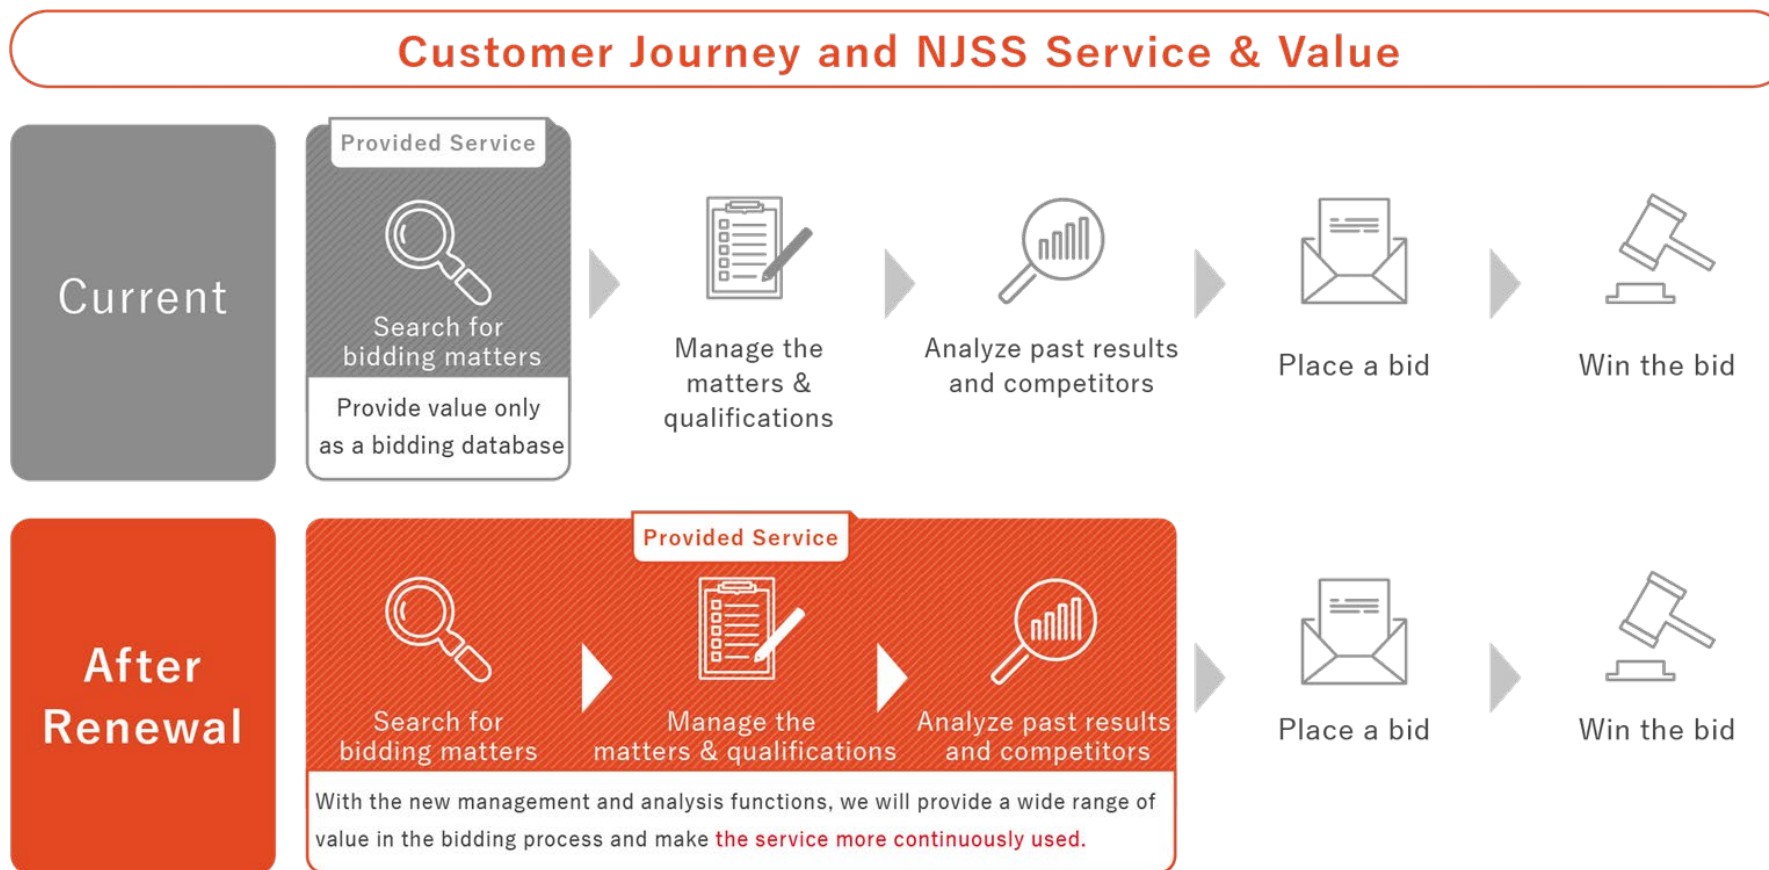 Customer Journey and NJSS Service & Value
Current
Provided Service
Search for
bidding matters
Provide value only
as a bidding database
Manage the
matters &
qualifications
Analyze past results
and competitors
Place a bid
Win the bid
After
Renewal
Provided Service
Search for
bidding matters
Manage the
matters & qualifications
Analyze past results
and competitors
With the new management and analysis functions, we will provide a wide range of
value in the bidding process and make the service more continuously used.
Place a bid
Win the bid